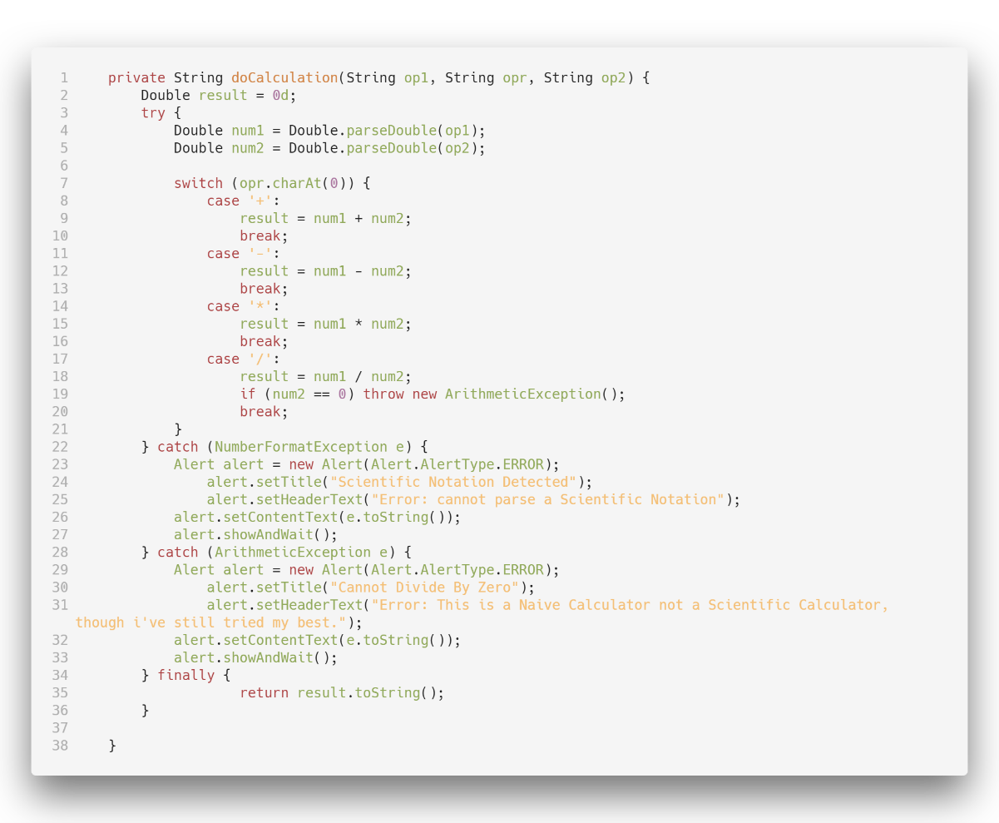 1 private String doCalculation(String op1, String opr, String op2) {
2 Double result = 0d;
3 try {
4 Double num1 = Double.parseDouble(op1);
5 Double num2 = Double.parseDouble(op2);
6
7 switch (opr.charAt(0)) {
8 case '+':
9 result = num1 + num2;
10 break;
11 case '-':
12 result = num1 - num2;
13 break;
14 case '*':
15 result = num1 * num2;
16 break;
17 case '/':
18 result = num1 / num2;
19 if (num2 == 0) throw new ArithmeticException();
20 break;
21 }
22 } catch (NumberFormatException e) {
23 Alert alert = new Alert(Alert.AlertType.ERROR);
24 alert.setTitle("Scientific Notation Detected");
25 alert.setHeaderText("Error: cannot parse a Scientific Notation");
26 alert.setContentText(e.toString());
27 alert.showAndWait();
28 } catch (ArithmeticException e) {
29 Alert alert = new Alert(Alert.AlertType.ERROR);
30 alert.setTitle("Cannot Divide By Zero");
31 alert.setHeaderText("Error: This is a Naive Calculator not a Scientific Calculator,
though i've still tried my best.");
32 alert.setContentText(e.toString());
33 alert.showAndWait();
34 } finally {
35 return result.toString();
36 }
37
38 }